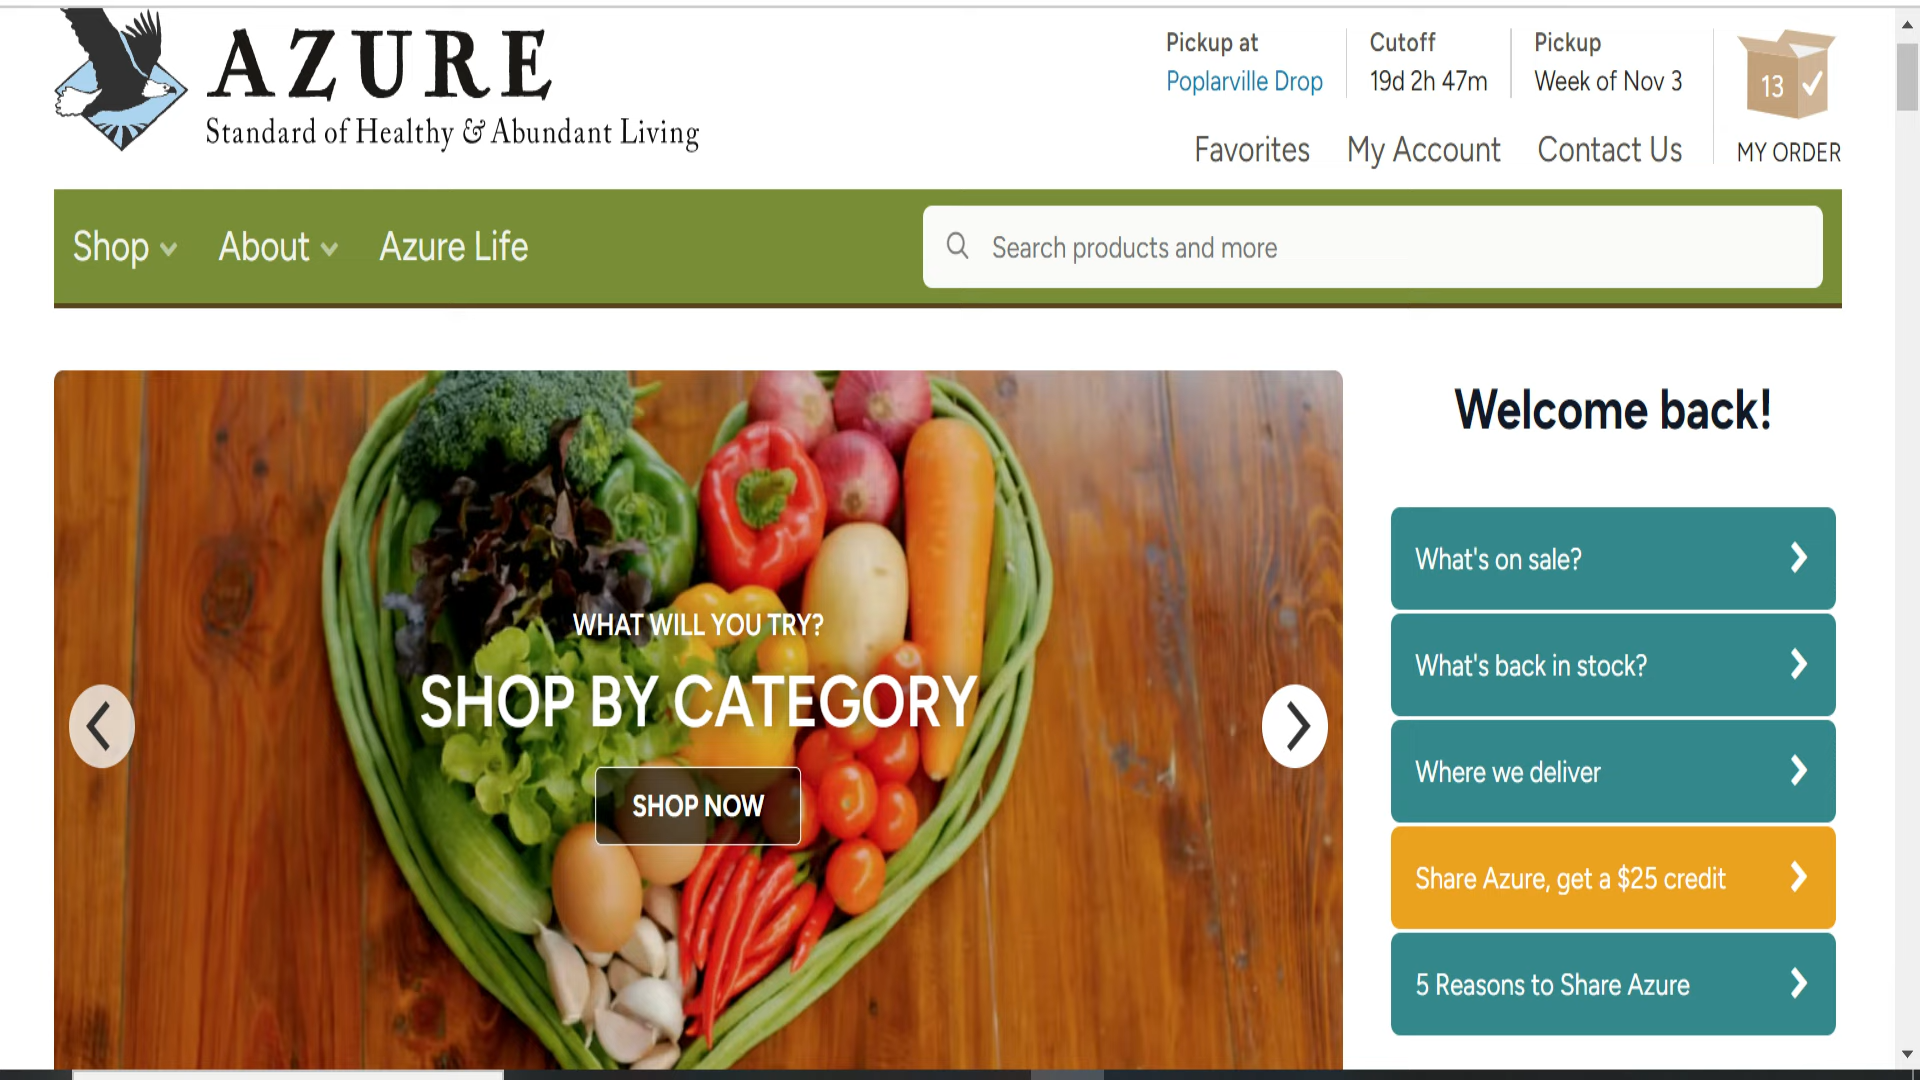 AZURE
Standard of Healthy & Abundant Living
Pickup at
Poplarville Drop
Cutoff
19d 2h 47m
Pickup
Week of Nov 3
13
MY ORDER
Favorites
My Account
Contact Us
Shop
About
Azure Life
Search products and more
WHAT WILL YOU TRY?
SHOP BY CATEGORY
SHOP NOW
Welcome back!
What's on sale?
What's back in stock?
Where we deliver
Share Azure, get a $25 credit
5 Reasons to Share Azure